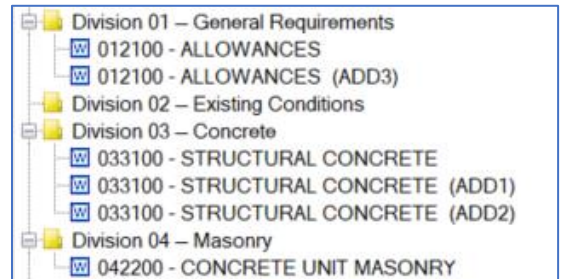 Division 01 – General Requirements
012100 - ALLOWANCES
012100 - ALLOWANCES (ADD3)
Division 02 – Existing Conditions
Division 03 – Concrete
033100 - STRUCTURAL CONCRETE
033100 - STRUCTURAL CONCRETE (ADD1)
033100 - STRUCTURAL CONCRETE (ADD2)
Division 04 – Masonry
042200 - CONCRETE UNIT MASONRY